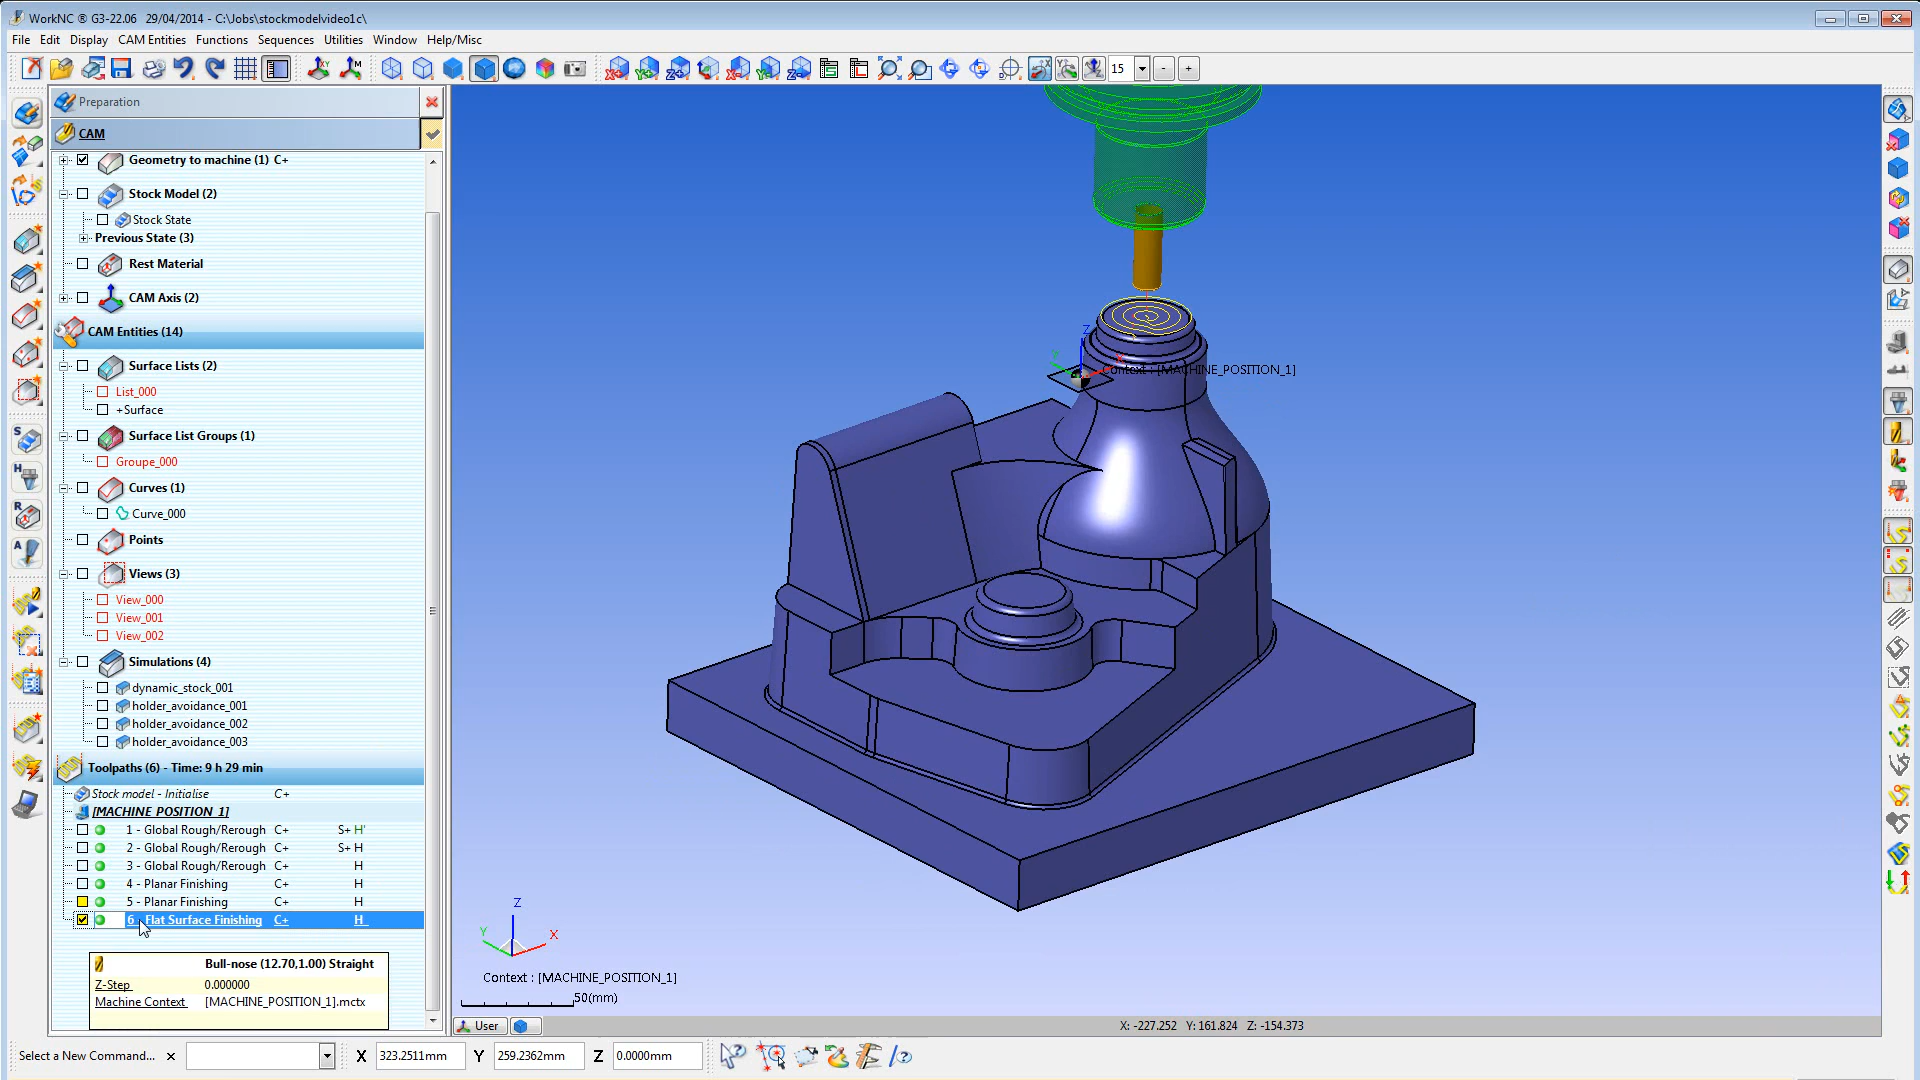 WorkNC ® G3-22.06 29/04/2014 - C:\Jobs\stockmodelvideo1c\
File Edit Display CAM Entities Functions Sequences Utilities Window Help/Misc
15
Preparation
CAM
Geometry to machine (1) C+
Stock Model (2)
Stock State
Previous State (3)
Rest Material
CAM Axis (2)
CAM Entities (14)
Surface Lists (2)
List_000
+Surface
Surface List Groups (1)
Groupe_000
Curves (1)
Curve_000
Points
Views (3)
View_000
View_001
View_002
Simulations (4)
dynamic_stock_001
holder_avoidance_001
holder_avoidance_002
holder_avoidance_003
Toolpaths (6) - Time: 9 h 29 min
Stock model - Initialise C+
[MACHINE POSITION 1]
1 - Global Rough/Rerough C+ S+ H'
2 - Global Rough/Rerough C+ S+ H
3 - Global Rough/Rerough C+ H
4 - Planar Finishing C+ H
5 - Planar Finishing C+ H
6 - Flat Surface Finishing C+ H
Bull-nose (12.70,1.00) Straight
Z-Step 0.000000
Machine Context [MACHINE_POSITION_1].mctx
Z
Y
X
Context : [MACHINE_POSITION_1]
Z
Y
X
Context : [MACHINE_POSITION_1]
50(mm)
User
X: -227.252 Y: 161.824 Z: -154.373
Select a New Command... X 323.2511mm Y 259.2362mm Z 0.0000mm